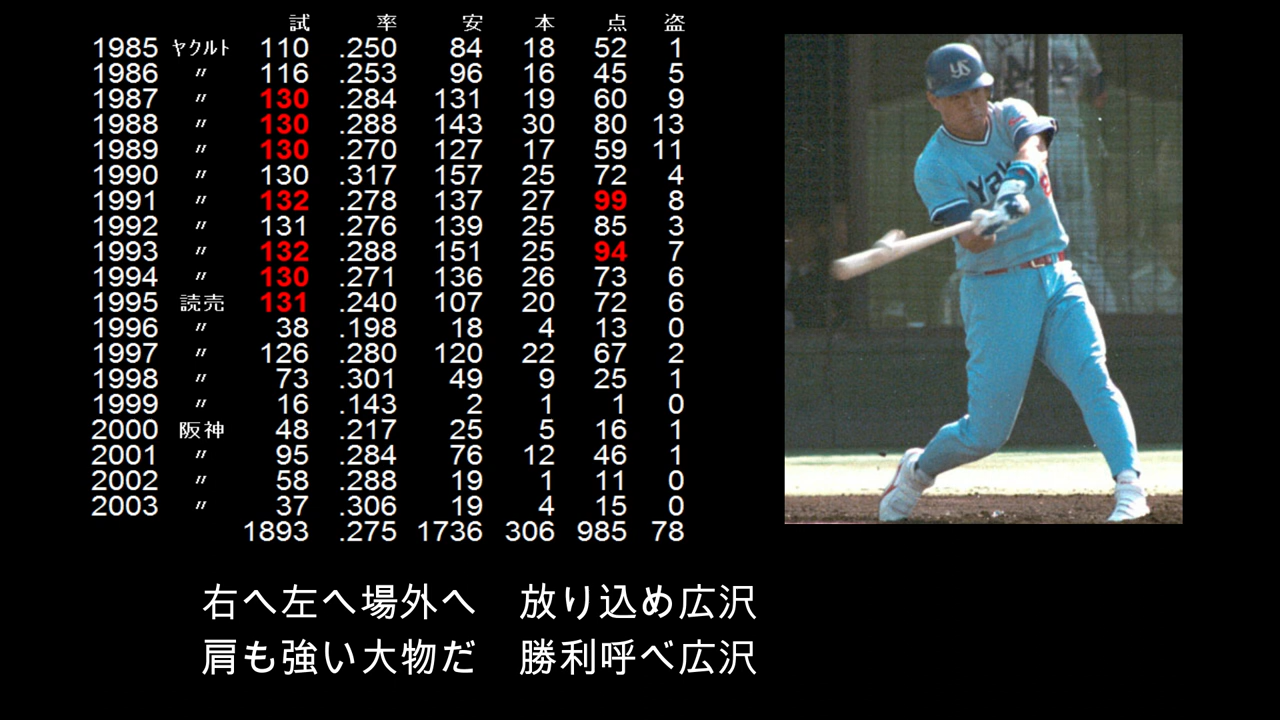 試 率 安 本 点 盗
1985 ヤクルト 110 .250 84 18 52 1
1986 〃 116 .253 96 16 45 5
1987 〃 130 .284 131 19 60 9
1988 〃 130 .288 143 30 80 13
1989 〃 130 .270 127 17 59 11
1990 〃 130 .317 157 25 72 4
1991 〃 132 .278 137 27 99 8
1992 〃 131 .276 139 25 85 3
1993 〃 132 .288 151 25 94 7
1994 〃 130 .271 136 26 73 6
1995 読売 131 .240 107 20 72 6
1996 〃 38 .198 18 4 13 0
1997 〃 126 .280 120 22 67 2
1998 〃 73 .301 49 9 25 1
1999 〃 16 .143 2 1 1 0
2000 阪神 48 .217 25 5 16 1
2001 〃 95 .284 76 12 46 1
2002 〃 58 .288 19 1 11 0
2003 〃 37 .306 19 4 15 0
1893 .275 1736 306 985 78
右へ左へ場外へ 放り込め広沢
肩も強い大物だ 勝利呼べ広沢
YS